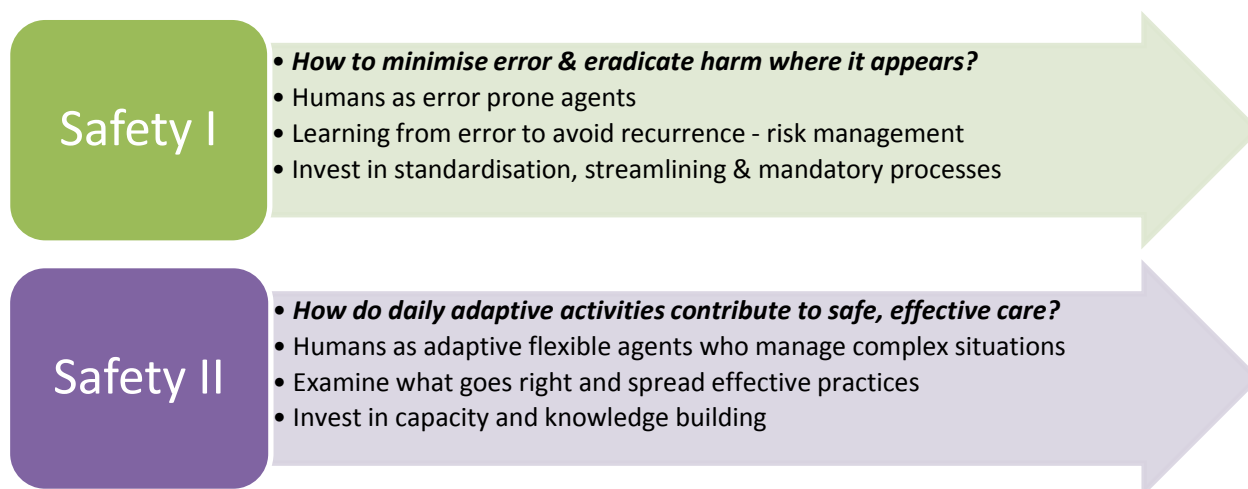 Safety I
• How to minimise error & eradicate harm where it appears?
• Humans as error prone agents
• Learning from error to avoid recurrence - risk management
• Invest in standardisation, streamlining & mandatory processes
Safety II
• How do daily adaptive activities contribute to safe, effective care?
• Humans as adaptive flexible agents who manage complex situations
• Examine what goes right and spread effective practices
• Invest in capacity and knowledge building